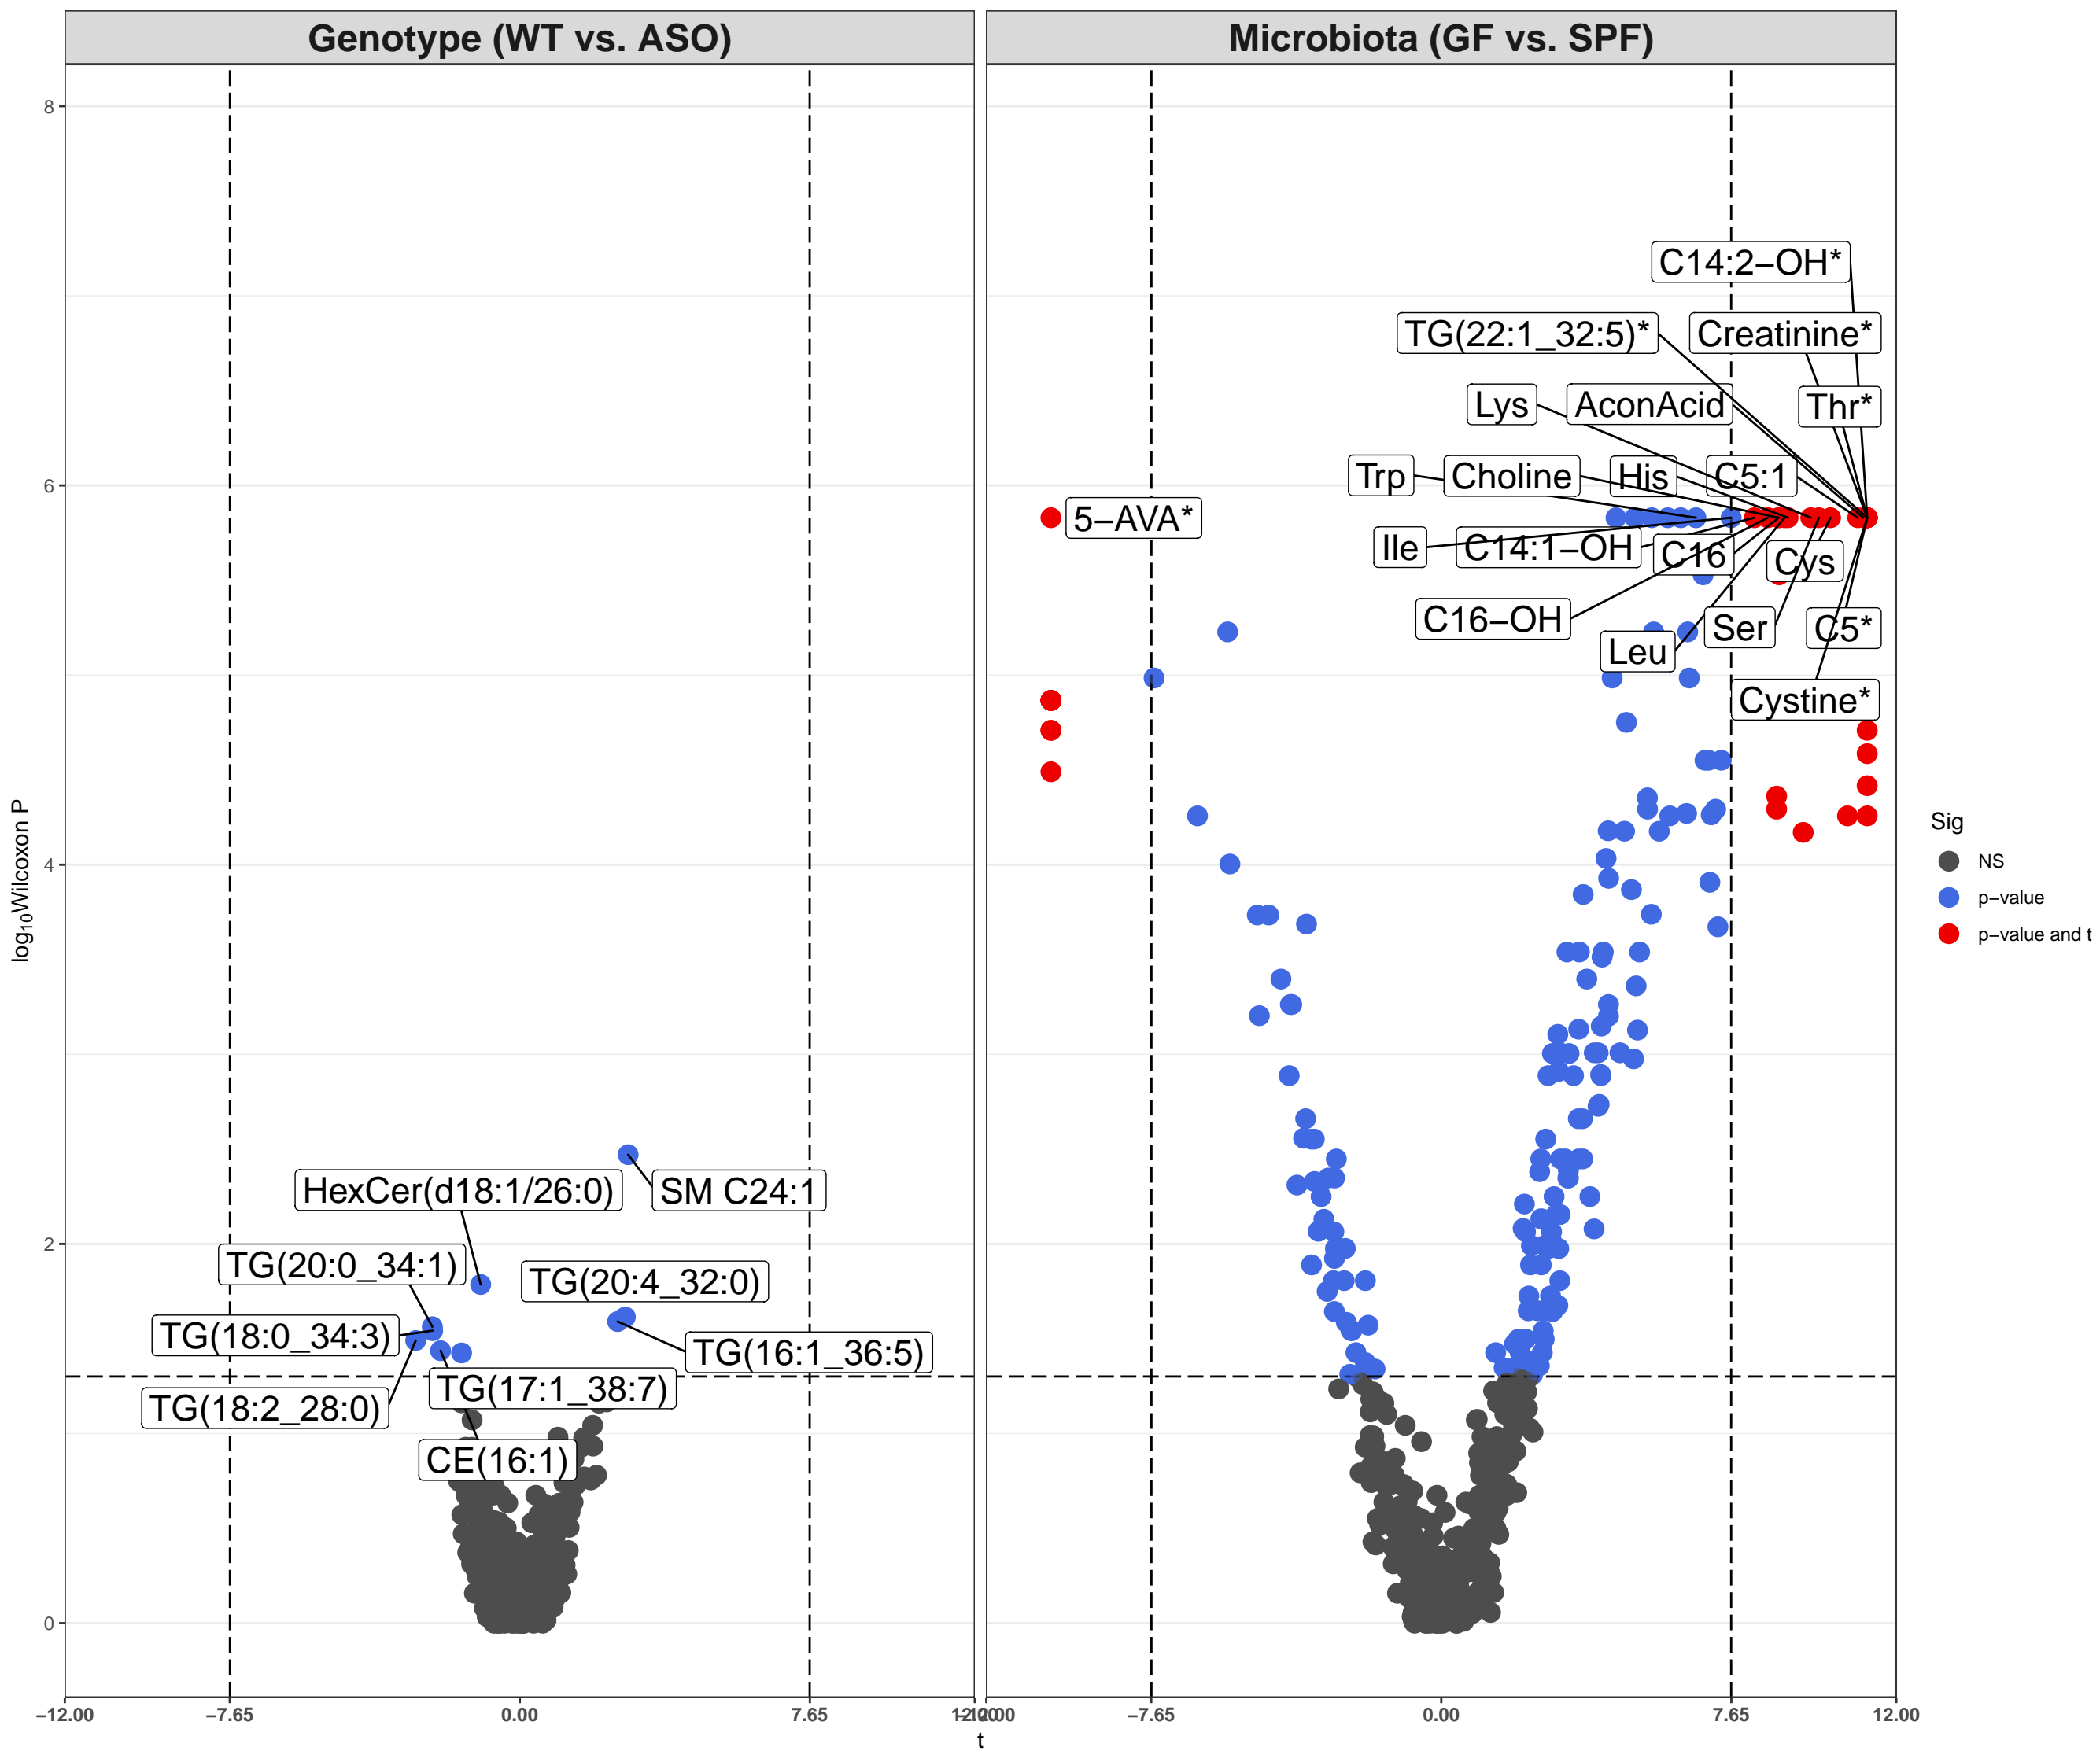 Genotype (WT vs. ASO)
Microbiota (GF vs. SPF)
8
6
4
2
0
log10Wilcoxon P
C14:2–OH*
TG(22:1_32:5)*
Creatinine*
Lys
AconAcid
Thr*
Trp
Choline
His
C5:1
5–AVA*
Ile
C14:1–OH
C16
Cys
C16–OH
Leu
Ser
C5*
Cystine*
HexCer(d18:1/26:0)
SM C24:1
TG(20:0_34:1)
TG(20:4_32:0)
TG(18:0_34:3)
TG(16:1_36:5)
TG(18:2_28:0)
TG(17:1_38:7)
CE(16:1)
Sig
NS
p–value
p–value and t
–12.00
–7.65
0.00
7.65
12.00
–12.00
–7.65
0.00
7.65
12.00
t